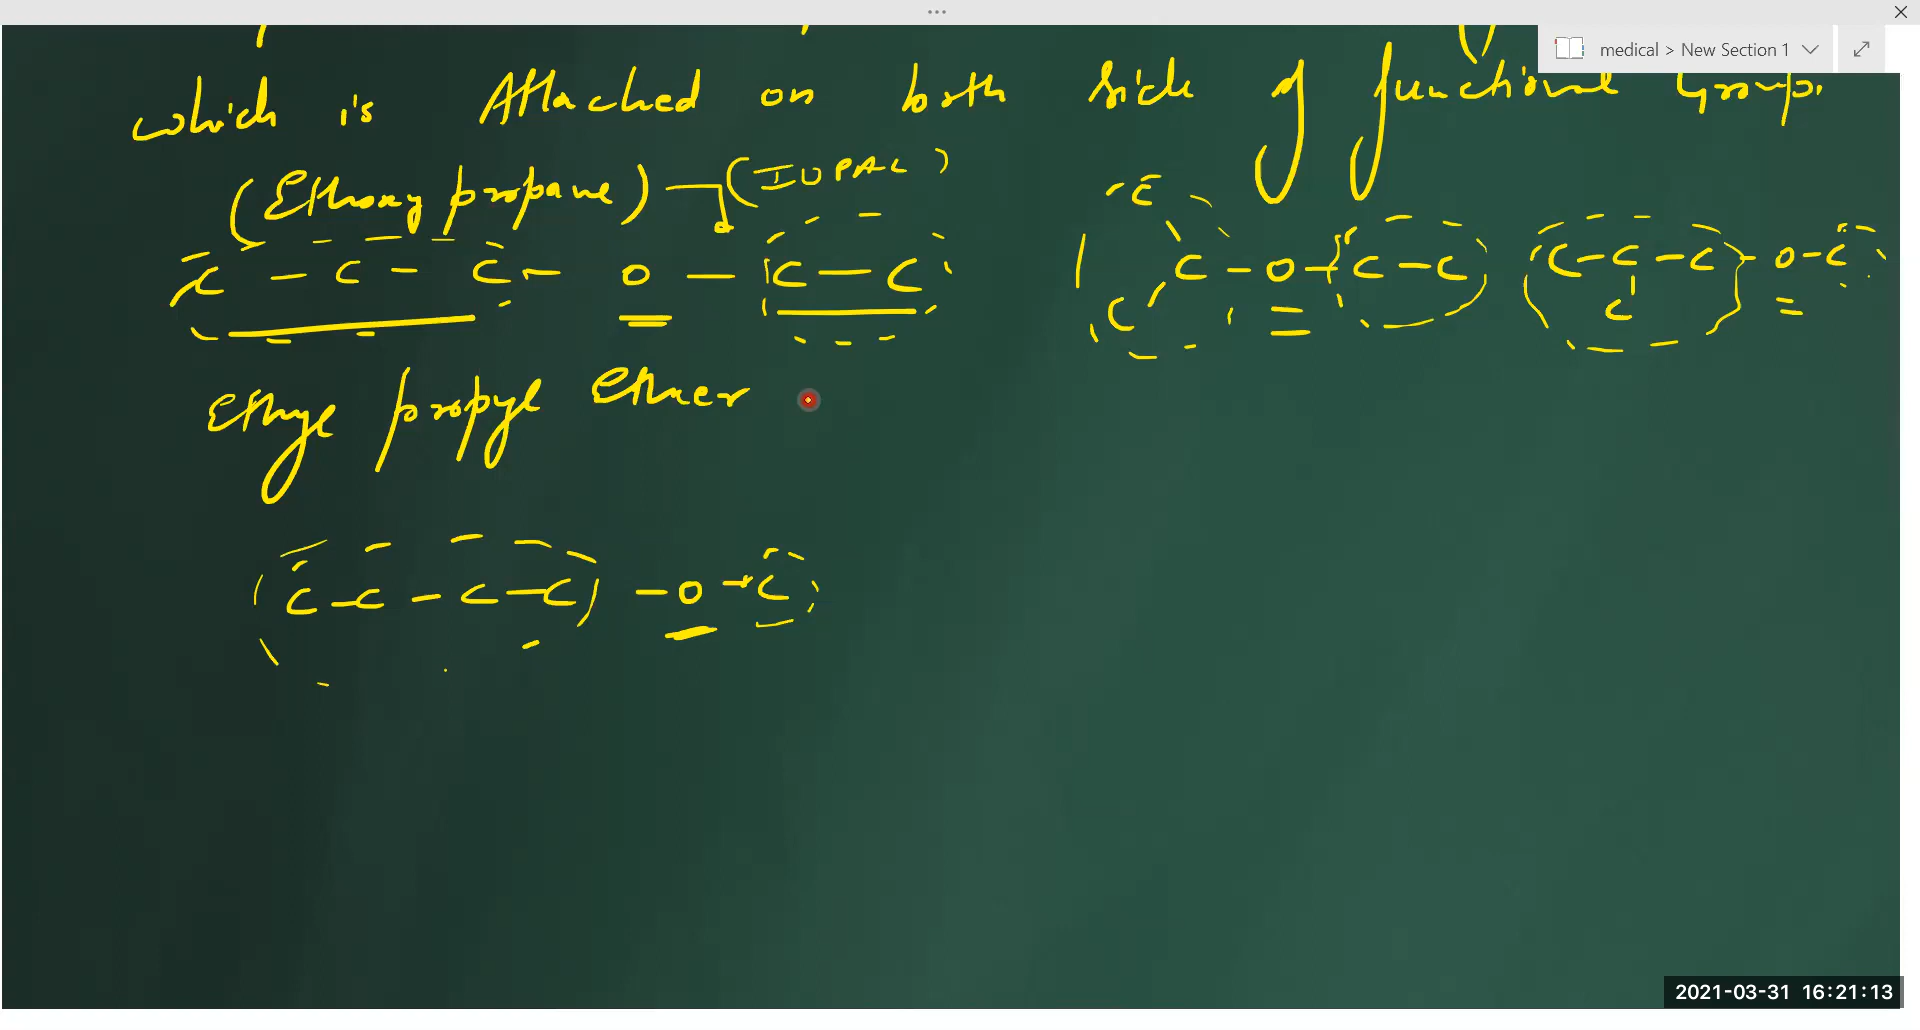 medical > New Section 1
which is Attached on both side of functional Group.
(Ethoxy propane) (IUPAC)
C - C - C - O - C - C
C
C - O - C - C
C
C - C - C - O - C
C
Ethyl propyl Ether
C - C - C - C - O - C
2021-03-31 16:21:13